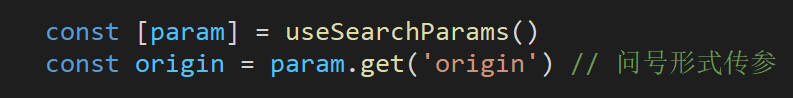 const [param] = useSearchParams()
const origin = param.get('origin') // 问号形式传参